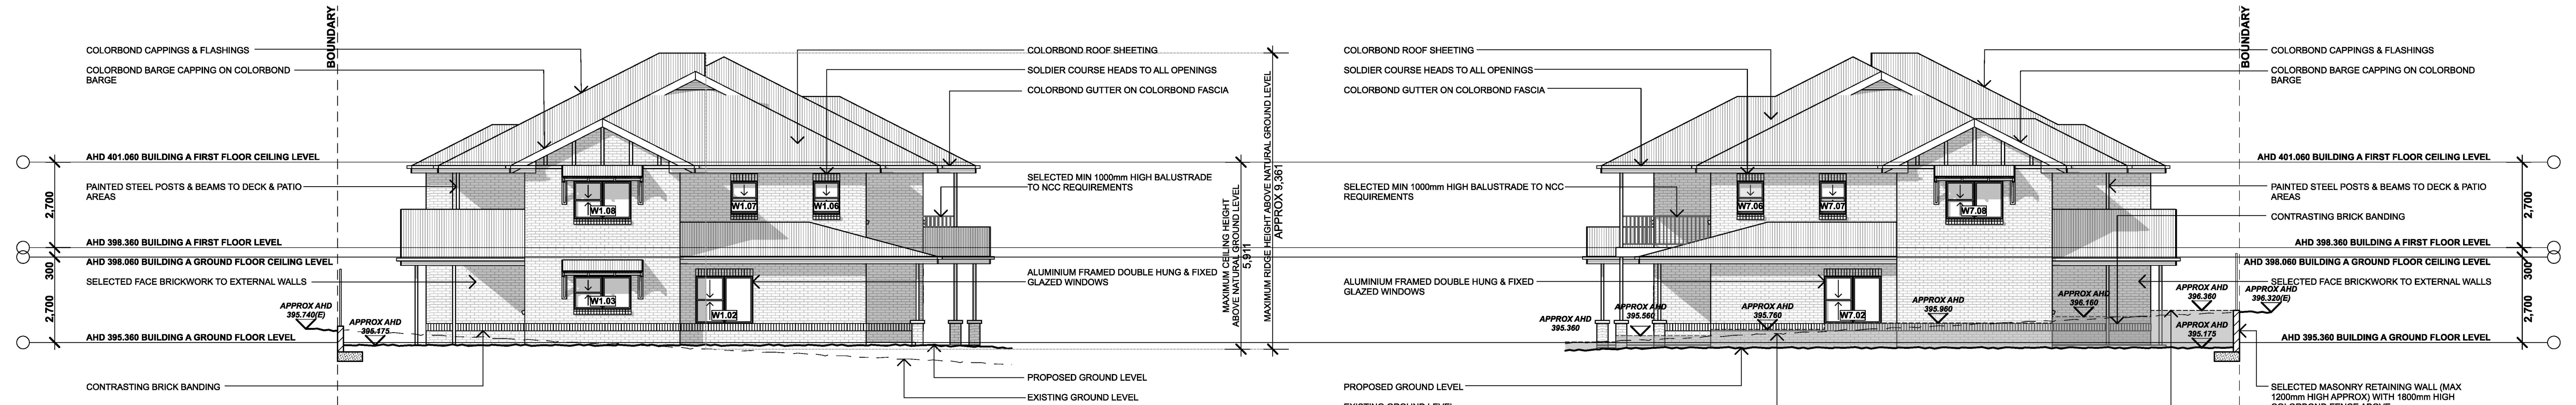 BOUNDARY
COLORBOND CAPPINGS & FLASHINGS
COLORBOND BARGE CAPPING ON COLORBOND
BARGE
AHD 401.060 BUILDING A FIRST FLOOR CEILING LEVEL
PAINTED STEEL POSTS & BEAMS TO DECK & PATIO
AREAS
2,700
AHD 398.360 BUILDING A FIRST FLOOR LEVEL
300
AHD 398.060 BUILDING A GROUND FLOOR CEILING LEVEL
SELECTED FACE BRICKWORK TO EXTERNAL WALLS
2,700
APPROX AHD
395.740(E)
APPROX AHD
395.175
AHD 395.360 BUILDING A GROUND FLOOR LEVEL
CONTRASTING BRICK BANDING
W1.08
W1.07
W1.06
W1.03
W1.02
COLORBOND ROOF SHEETING
SOLDIER COURSE HEADS TO ALL OPENINGS
COLORBOND GUTTER ON COLORBOND FASCIA
SELECTED MIN 1000mm HIGH BALUSTRADE
TO NCC REQUIREMENTS
ALUMINIUM FRAMED DOUBLE HUNG & FIXED
GLAZED WINDOWS
PROPOSED GROUND LEVEL
EXISTING GROUND LEVEL
MAXIMUM CEILING HEIGHT
ABOVE NATURAL GROUND LEVEL
5,911
MAXIMUM RIDGE HEIGHT ABOVE NATURAL GROUND LEVEL
APPROX 9,361
COLORBOND ROOF SHEETING
SOLDIER COURSE HEADS TO ALL OPENINGS
COLORBOND GUTTER ON COLORBOND FASCIA
SELECTED MIN 1000mm HIGH BALUSTRADE TO NCC
REQUIREMENTS
ALUMINIUM FRAMED DOUBLE HUNG & FIXED
GLAZED WINDOWS
PROPOSED GROUND LEVEL
EXISTING GROUND LEVEL
W7.06
W7.07
W7.08
W7.02
APPROX AHD
395.360
APPROX AHD
395.560
APPROX AHD
395.760
APPROX AHD
395.960
APPROX AHD
396.160
APPROX AHD
396.360
APPROX AHD
395.175
APPROX AHD
396.320(E)
BOUNDARY
COLORBOND CAPPINGS & FLASHINGS
COLORBOND BARGE CAPPING ON COLORBOND
BARGE
AHD 401.060 BUILDING A FIRST FLOOR CEILING LEVEL
PAINTED STEEL POSTS & BEAMS TO DECK & PATIO
AREAS
2,700
CONTRASTING BRICK BANDING
AHD 398.360 BUILDING A FIRST FLOOR LEVEL
300
AHD 398.060 BUILDING A GROUND FLOOR CEILING LEVEL
SELECTED FACE BRICKWORK TO EXTERNAL WALLS
2,700
AHD 395.360 BUILDING A GROUND FLOOR LEVEL
SELECTED MASONRY RETAINING WALL (MAX
1200mm HIGH APPROX) WITH 1800mm HIGH
COLORBOND FENCE ABOVE